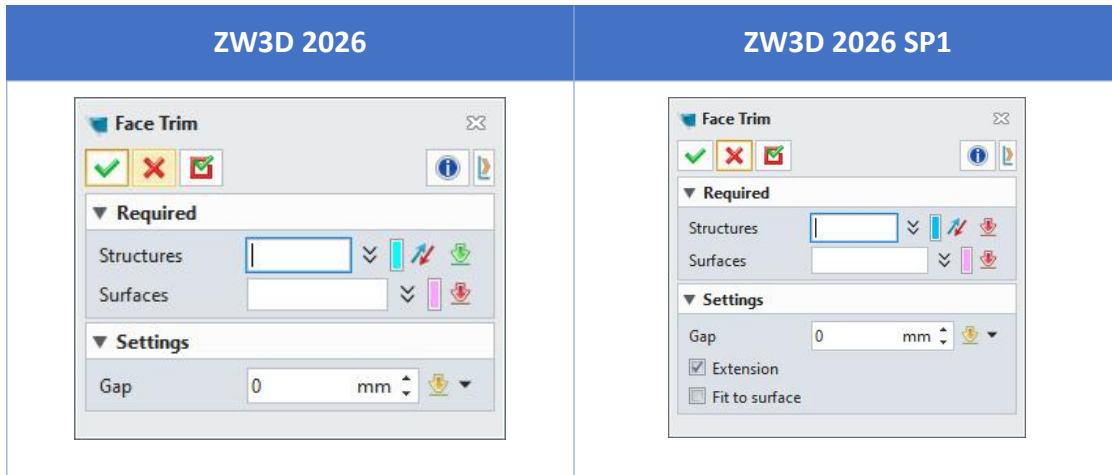 ZW3D 2026
ZW3D 2026 SP1
Face Trim
Required
Structures
Surfaces
Settings
Gap 0 mm
Face Trim
Required
Structures
Surfaces
Settings
Gap 0 mm
Extension
Fit to surface